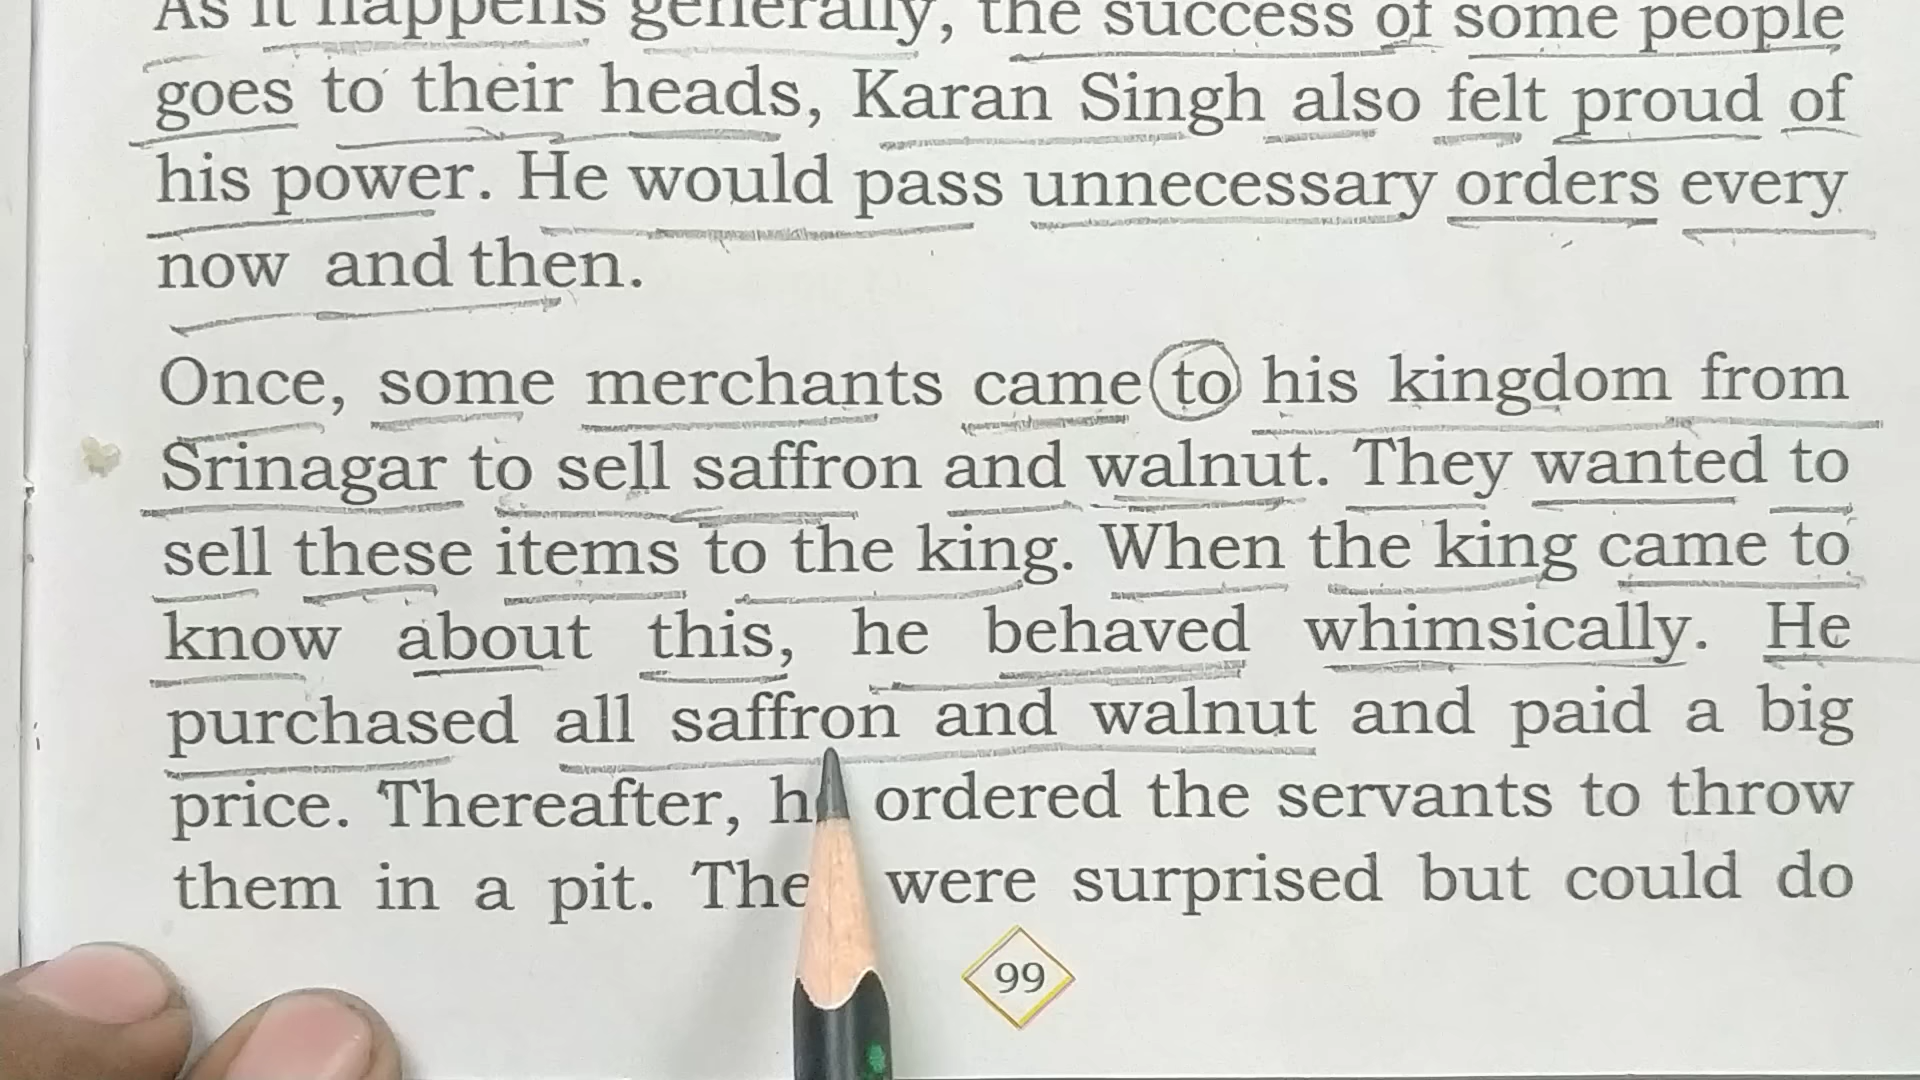 As it happens generally, the success of some people
goes to their heads, Karan Singh also felt proud of
his power. He would pass unnecessary orders every
now and then.
Once, some merchants came to his kingdom from
Srinagar to sell saffron and walnut. They wanted to
sell these items to the king. When the king came to
know about this, he behaved whimsically. He
purchased all saffron and walnut and paid a big
price. Thereafter, ordered the servants to throw
them in a pit. were surprised but could do
99